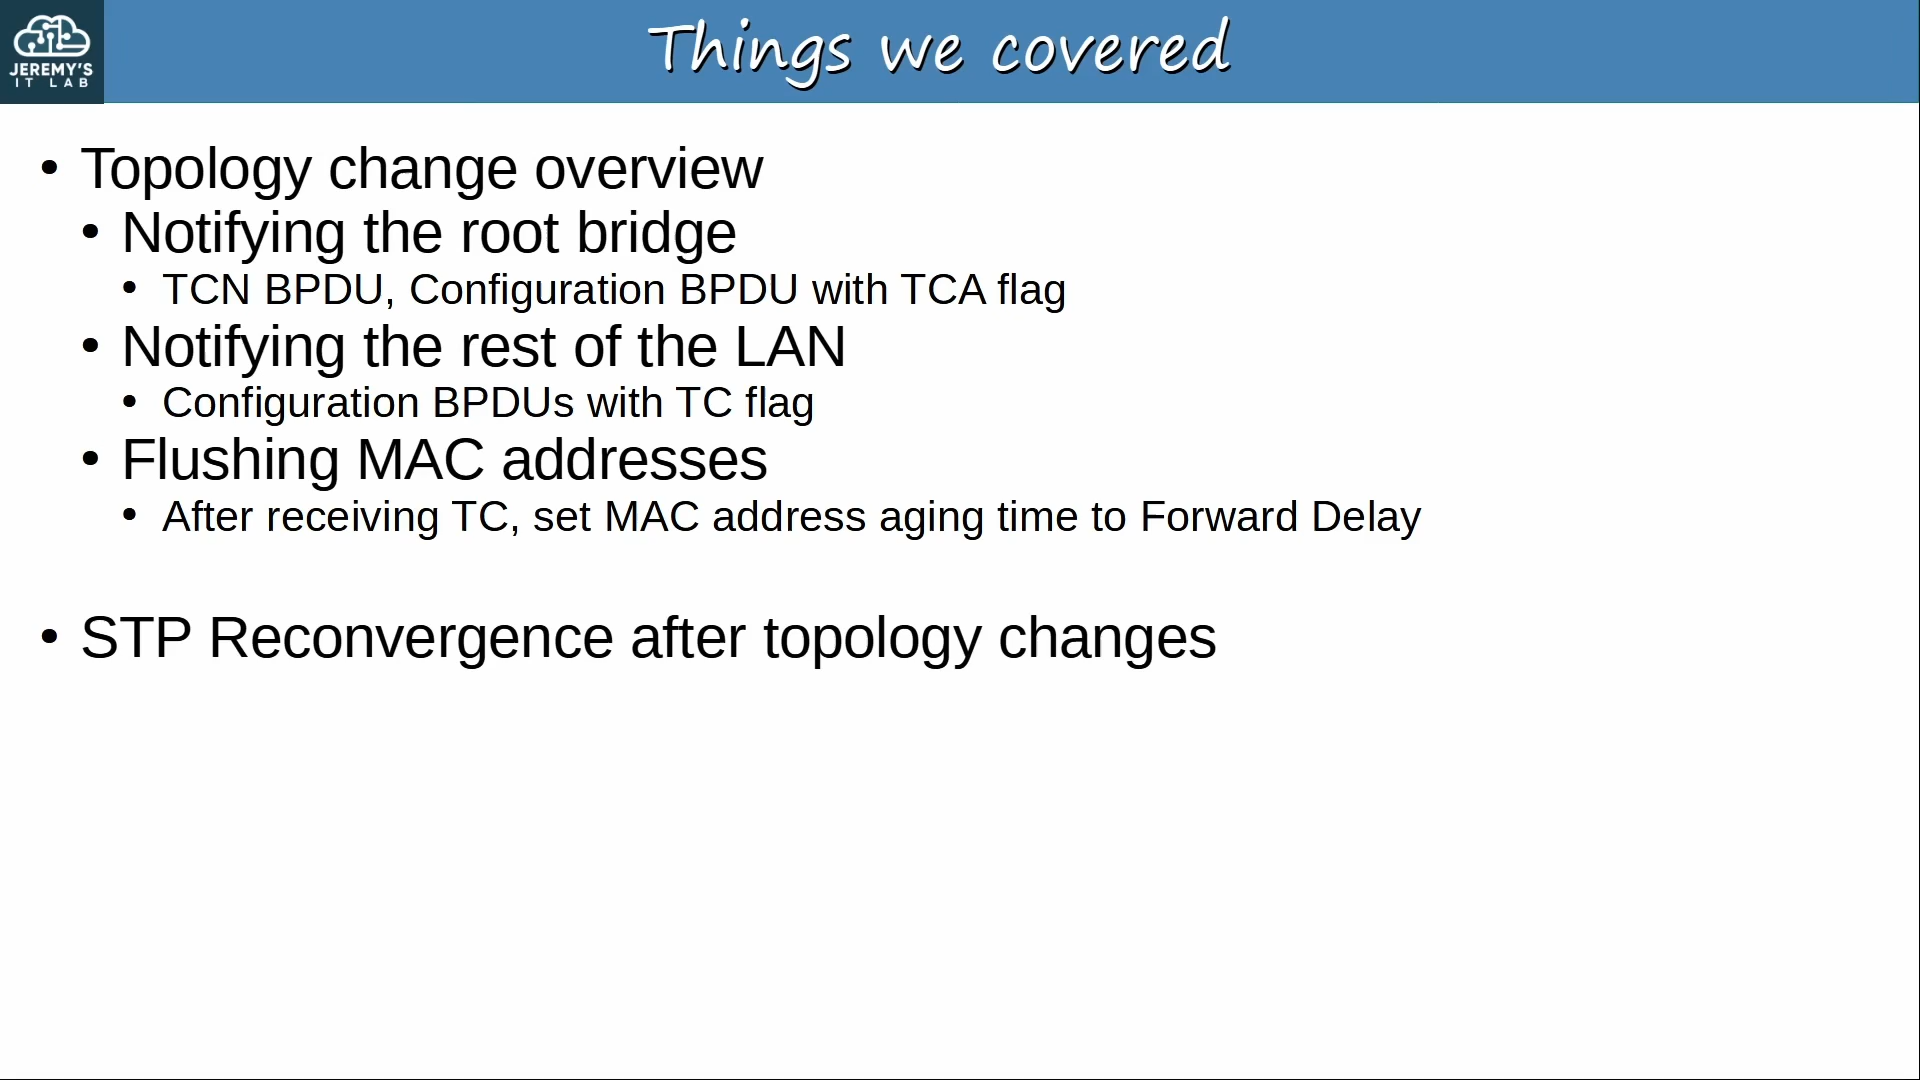 JEREMY'S
IT LAB
Things we covered
• Topology change overview
• Notifying the root bridge
• TCN BPDU, Configuration BPDU with TCA flag
• Notifying the rest of the LAN
• Configuration BPDUs with TC flag
• Flushing MAC addresses
• After receiving TC, set MAC address aging time to Forward Delay
• STP Reconvergence after topology changes